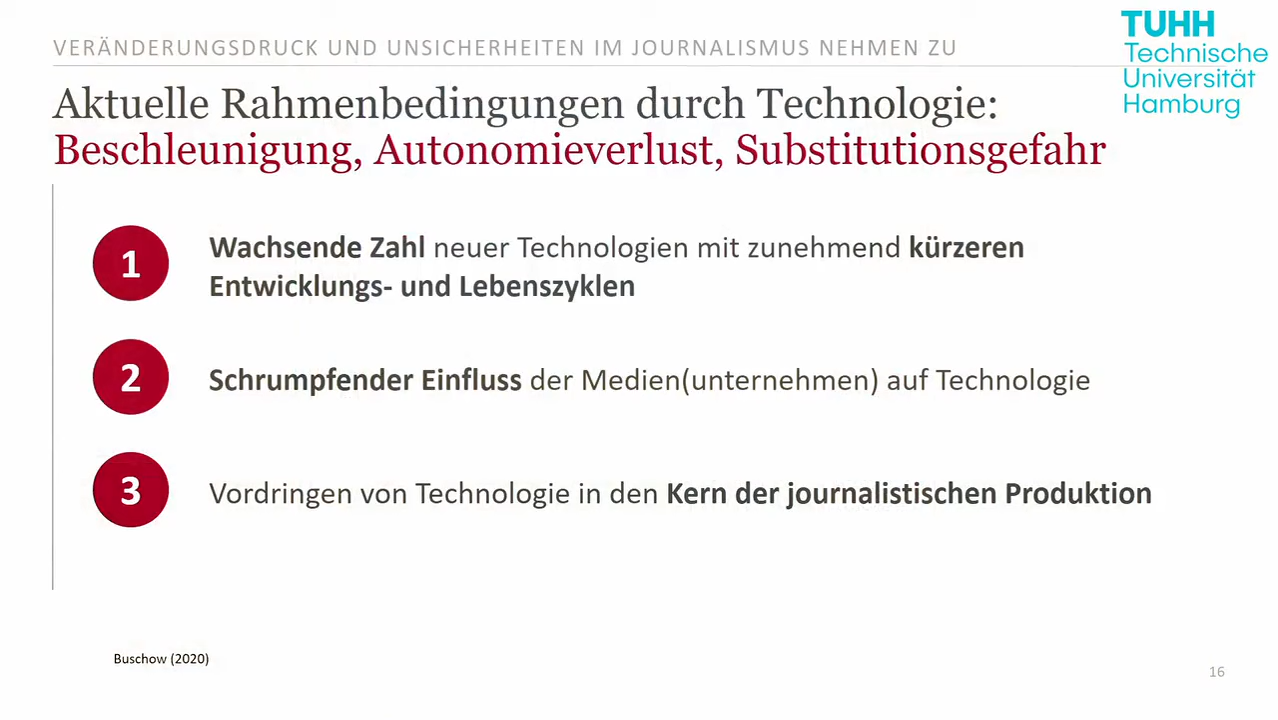 VERÄNDERUNGSDRUCK UND UNSICHERHEITEN IM JOURNALISMUS NEHMEN ZU
TUHH
Technische
Universität
Hamburg
Aktuelle Rahmenbedingungen durch Technologie:
Beschleunigung, Autonomieverlust, Substitutionsgefahr
1
Wachsende Zahl neuer Technologien mit zunehmend kürzeren
Entwicklungs- und Lebenszyklen
2
Schrumpfender Einfluss der Medien(unternehmen) auf Technologie
3
Vordringen von Technologie in den Kern der journalistischen Produktion
Buschow (2020)
16